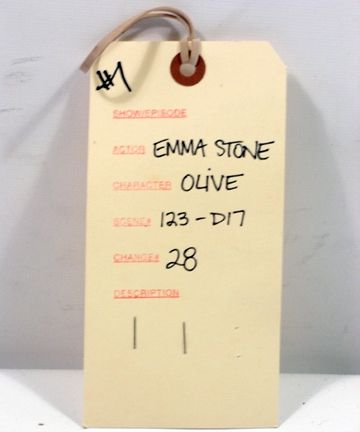 #1
SHOW/EPISODE
ACTOR EMMA STONE
CHARACTER OLIVE
SCENE# 123-D17
CHANGE# 28
DESCRIPTION